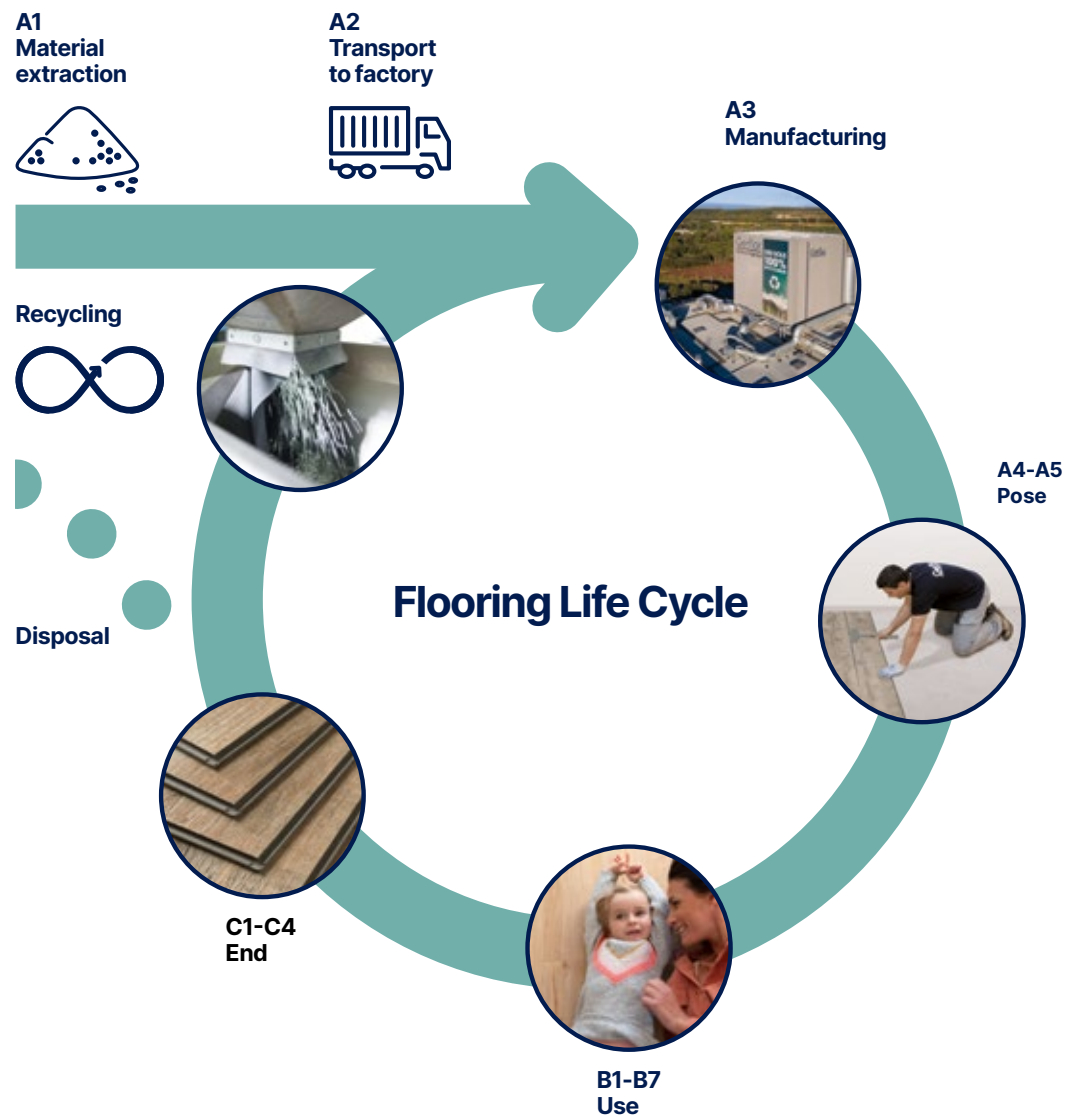 A1
Material
extraction
A2
Transport
to factory
A3
Manufacturing
100%
Recycling
A4-A5
Pose
Flooring Life Cycle
Disposal
C1-C4
End
B1-B7
Use